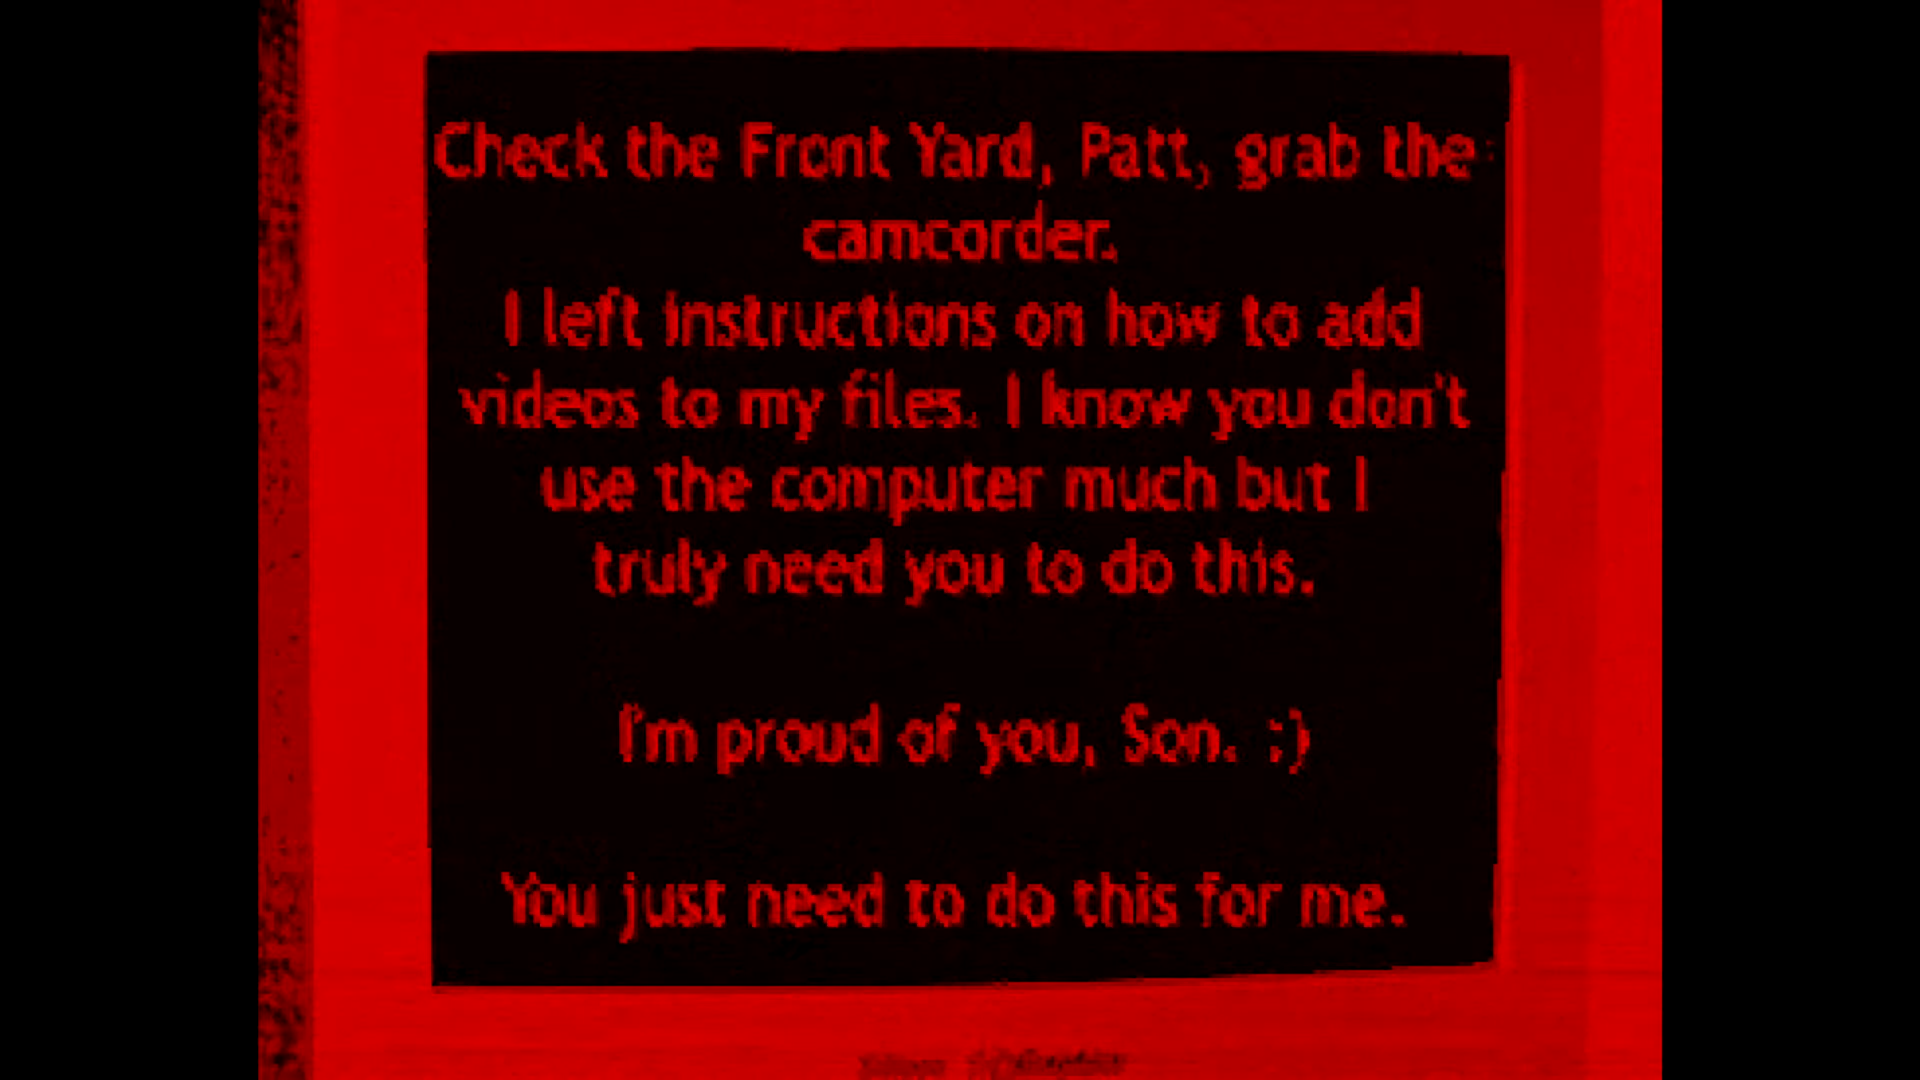 Check the Front Yard, Patt, grab the
camcorder.
I left instructions on how to add
videos to my files. I know you don't
use the computer much but I
truly need you to do this.
I'm proud of you, Son. :)
You just need to do this for me.